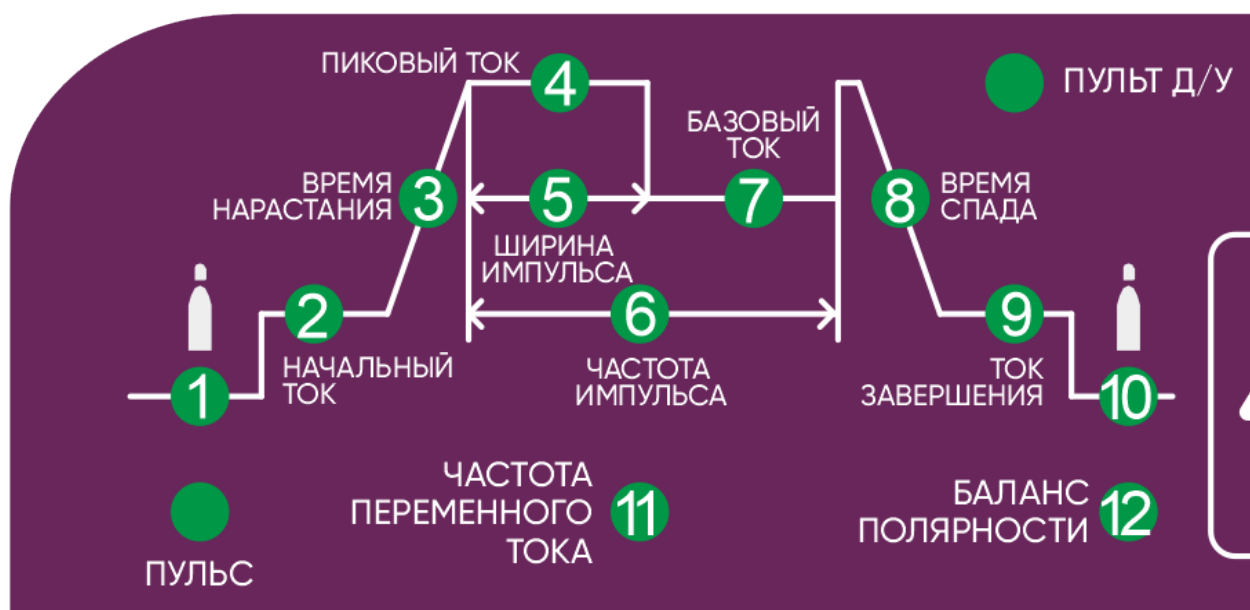 ПИКОВЫЙ ТОК
4
ПУЛЬТ Д/У
БАЗОВЫЙ
ТОК
ВРЕМЯ
НАРАСТАНИЯ
3
5
7
8
ВРЕМЯ
СПАДА
ШИРИНА
ИМПУЛЬСА
2
6
9
НАЧАЛЬНЫЙ
ТОК
ЧАСТОТА
ИМПУЛЬСА
ТОК
ЗАВЕРШЕНИЯ
1
10
ЧАСТОТА
ПЕРЕМЕННОГО
ТОКА
11
БАЛАНС
ПОЛЯРНОСТИ
12
ПУЛЬС